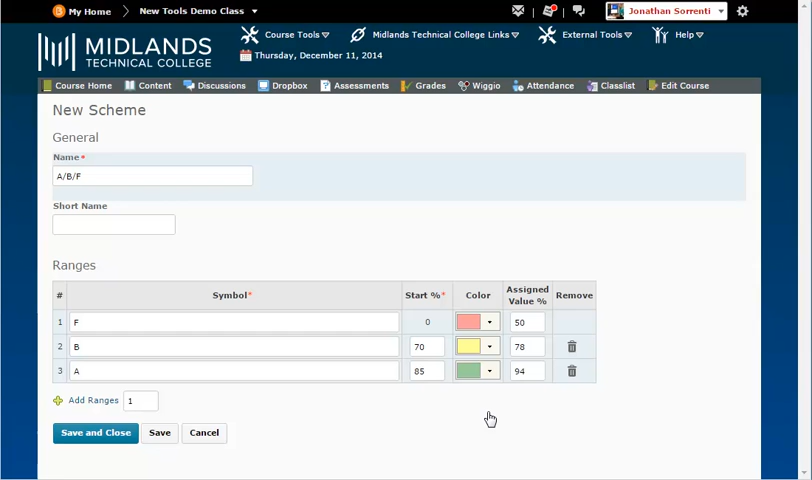 My Home New Tools Demo Class Jonathan Sorrenti
MIDLANDS
TECHNICAL COLLEGE
Course Tools Midlands Technical College Links External Tools Help
Thursday, December 11, 2014
Course Home Content Discussions Dropbox Assessments Grades Wiggio Attendance Classlist Edit Course
New Scheme
General
Name*
A/B/F
Short Name
Ranges
# Symbol* Start %* Color Assigned Value % Remove
1 F 0 50
2 B 70 78
3 A 85 94
Add Ranges 1
Save and Close Save Cancel